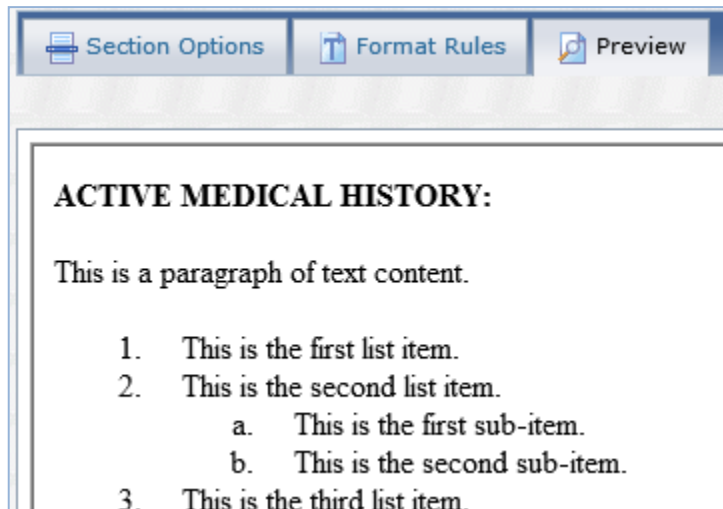 Section Options Format Rules Preview
ACTIVE MEDICAL HISTORY:
This is a paragraph of text content.
1. This is the first list item.
2. This is the second list item.
a. This is the first sub-item.
b. This is the second sub-item.
3. This is the third list item.